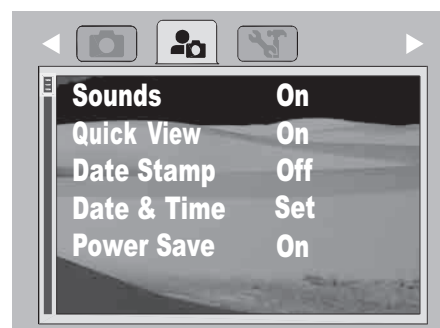 Sounds On
Quick View On
Date Stamp Off
Date & Time Set
Power Save On